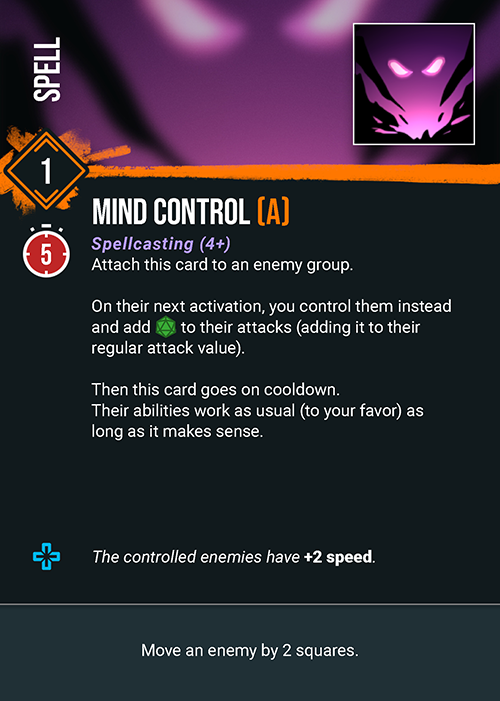 SPELL
1
MIND CONTROL (A)
5
Spellcasting (4+)
Attach this card to an enemy group.
On their next activation, you control them instead
and add to their attacks (adding it to their
regular attack value).
Then this card goes on cooldown.
Their abilities work as usual (to your favor) as
long as it makes sense.
The controlled enemies have +2 speed.
Move an enemy by 2 squares.